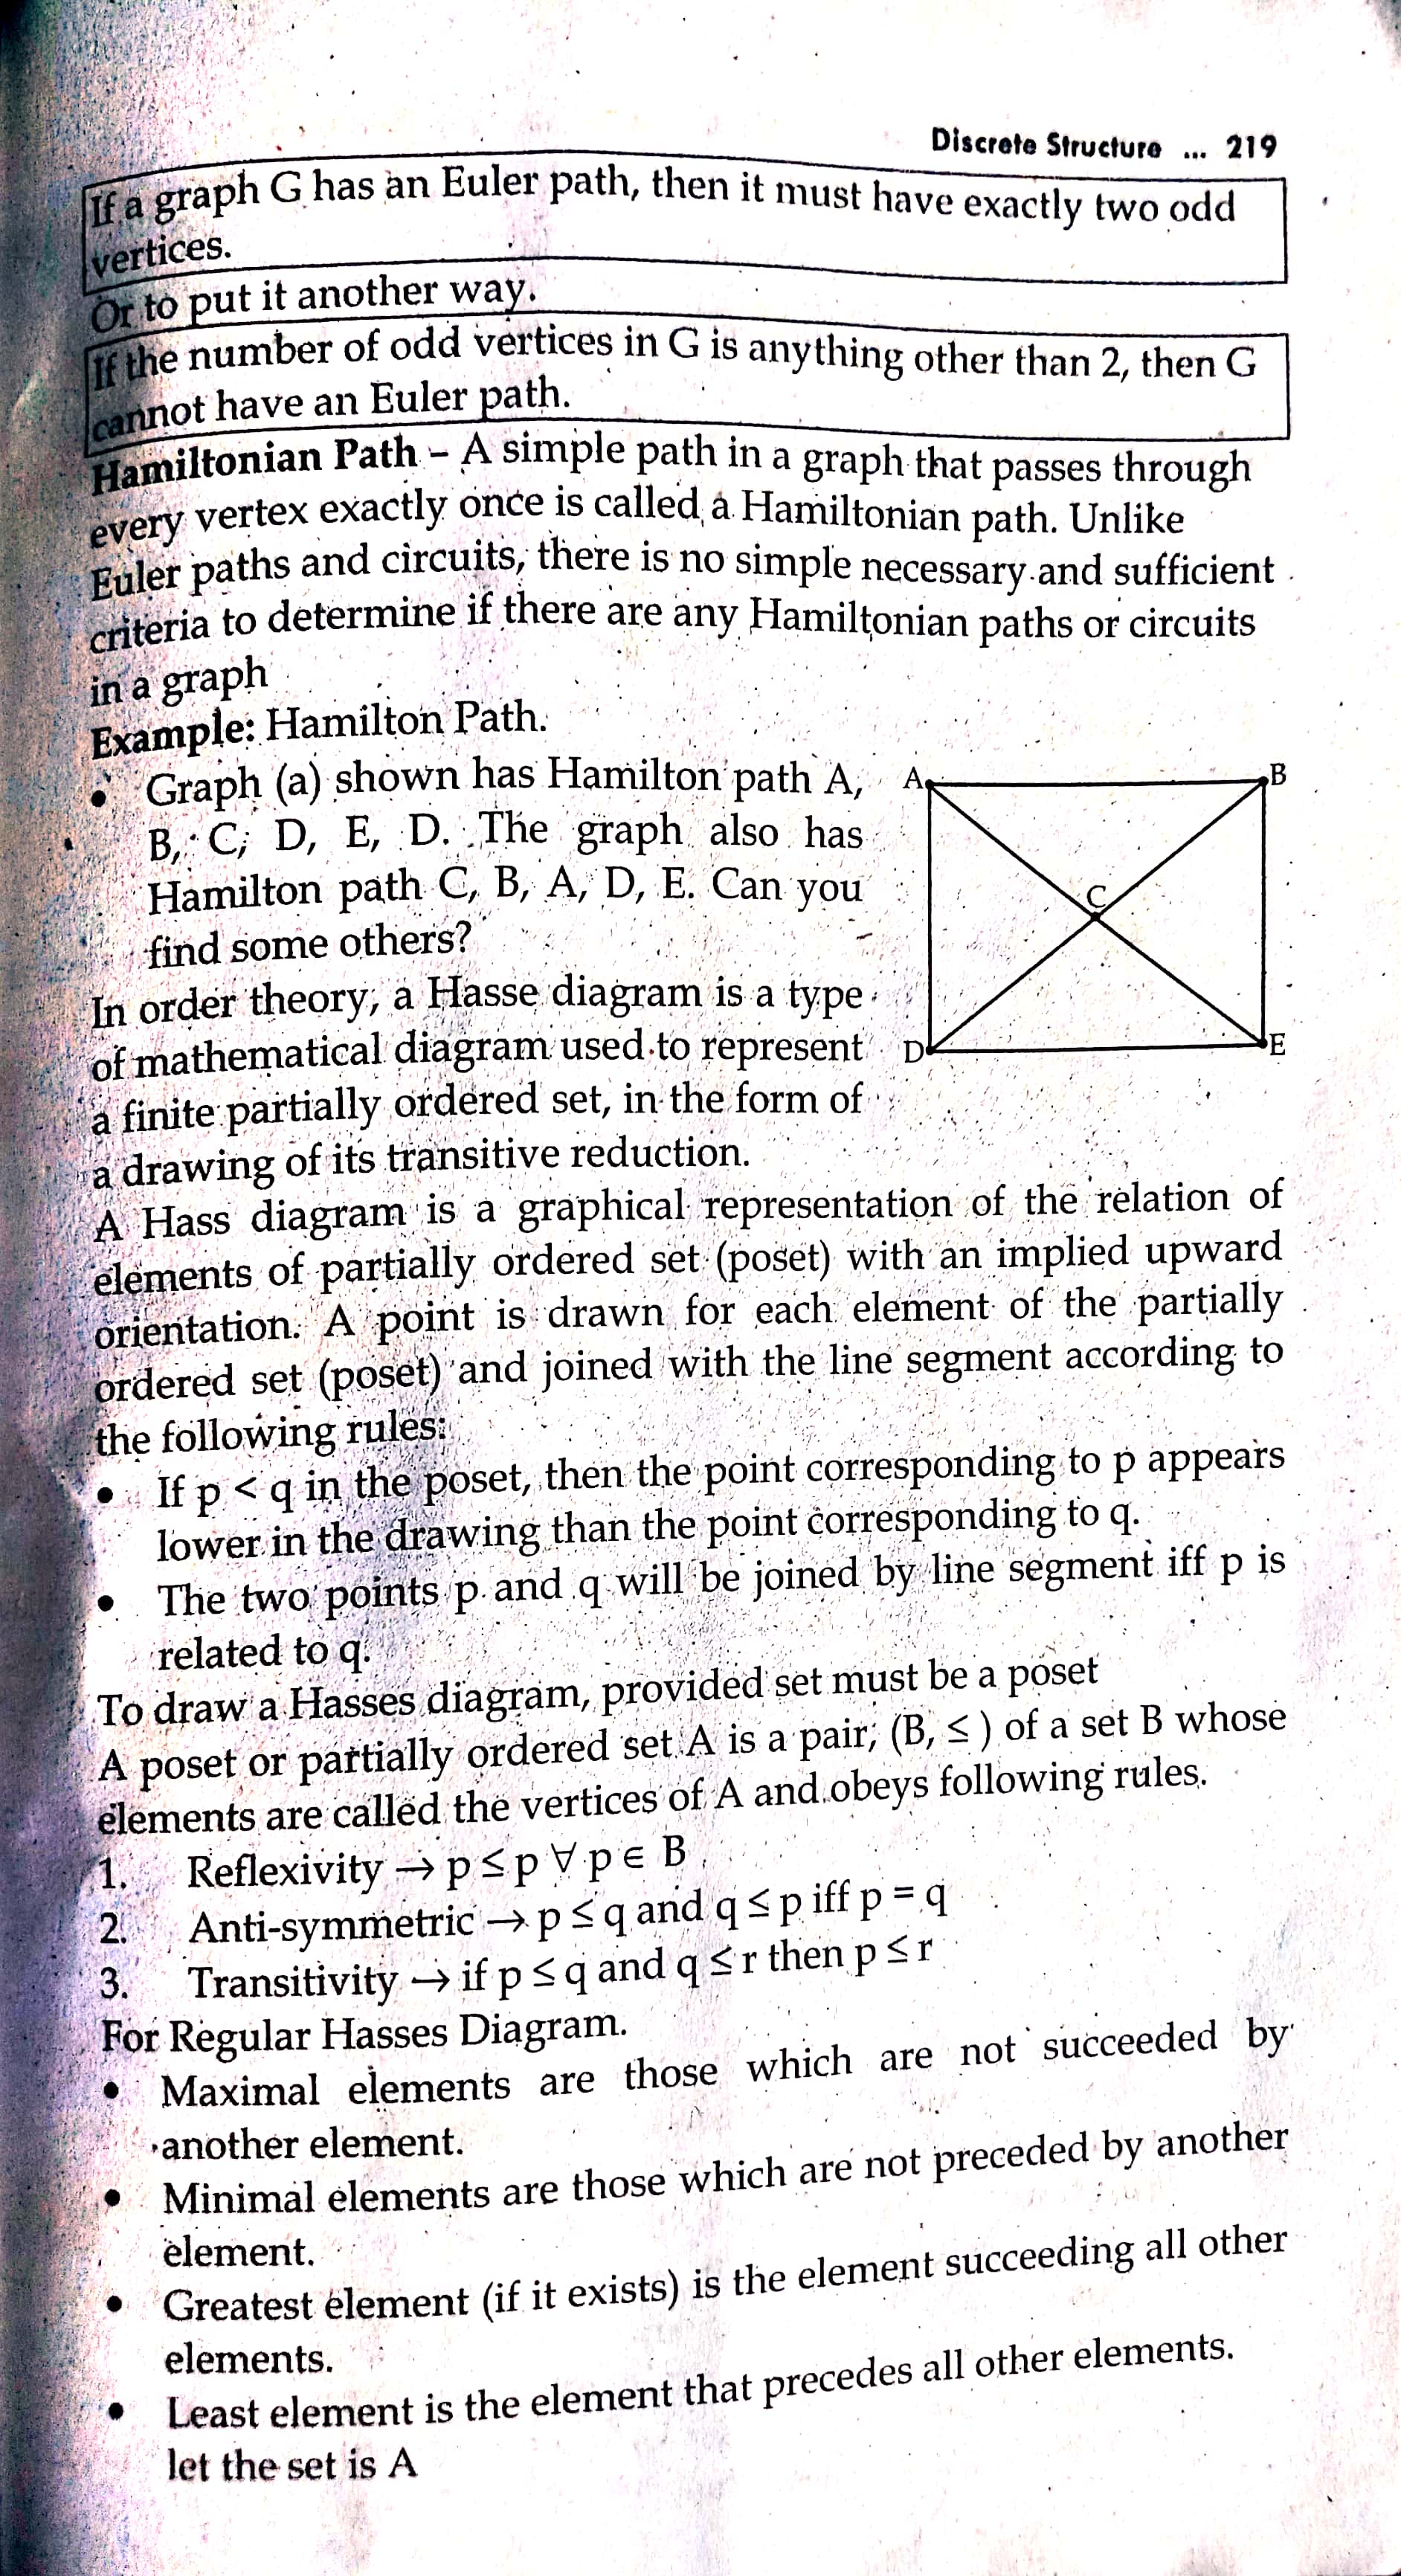 Discrete Structure ... 219
If a graph G has an Euler path, then it must have exactly two odd
vertices.
Or to put it another way.
If the number of odd vertices in G is anything other than 2, then G
cannot have an Euler path.
Hamiltonian Path – A simple path in a graph that passes through
every vertex exactly once is called a Hamiltonian path. Unlike
Euler paths and circuits, there is no simple necessary and sufficient
criteria to determine if there are any Hamiltonian paths or circuits
in a graph
Example: Hamilton Path.
• Graph (a) shown has Hamilton path A,
B, C, D, E, D. The graph also has
Hamilton path C, B, A, D, E. Can you
find some others?
A
B
C
D
E
In order theory, a Hasse diagram is a type
of mathematical diagram used to represent
a finite partially ordered set, in the form of
a drawing of its transitive reduction.
A Hass diagram is a graphical representation of the relation of
elements of partially ordered set (poset) with an implied upward
orientation. A point is drawn for each element of the partially
ordered set (poset) and joined with the line segment according to
the following rules:
• If p < q in the poset, then the point corresponding to p appears
lower in the drawing than the point corresponding to q.
• The two points p and q will be joined by line segment iff p is
related to q.
To draw a Hasses diagram, provided set must be a poset
A poset or partially ordered set A is a pair, (B, ≤ ) of a set B whose
elements are called the vertices of A and obeys following rules.
1. Reflexivity → p ≤ p ∀ p ∈ B
2. Anti-symmetric → p ≤ q and q ≤ p iff p = q
3. Transitivity → if p ≤ q and q ≤ r then p ≤ r
For Regular Hasses Diagram.
• Maximal elements are those which are not succeeded by
another element.
• Minimal elements are those which are not preceded by another
element.
• Greatest element (if it exists) is the element succeeding all other
elements.
• Least element is the element that precedes all other elements.
let the set is A